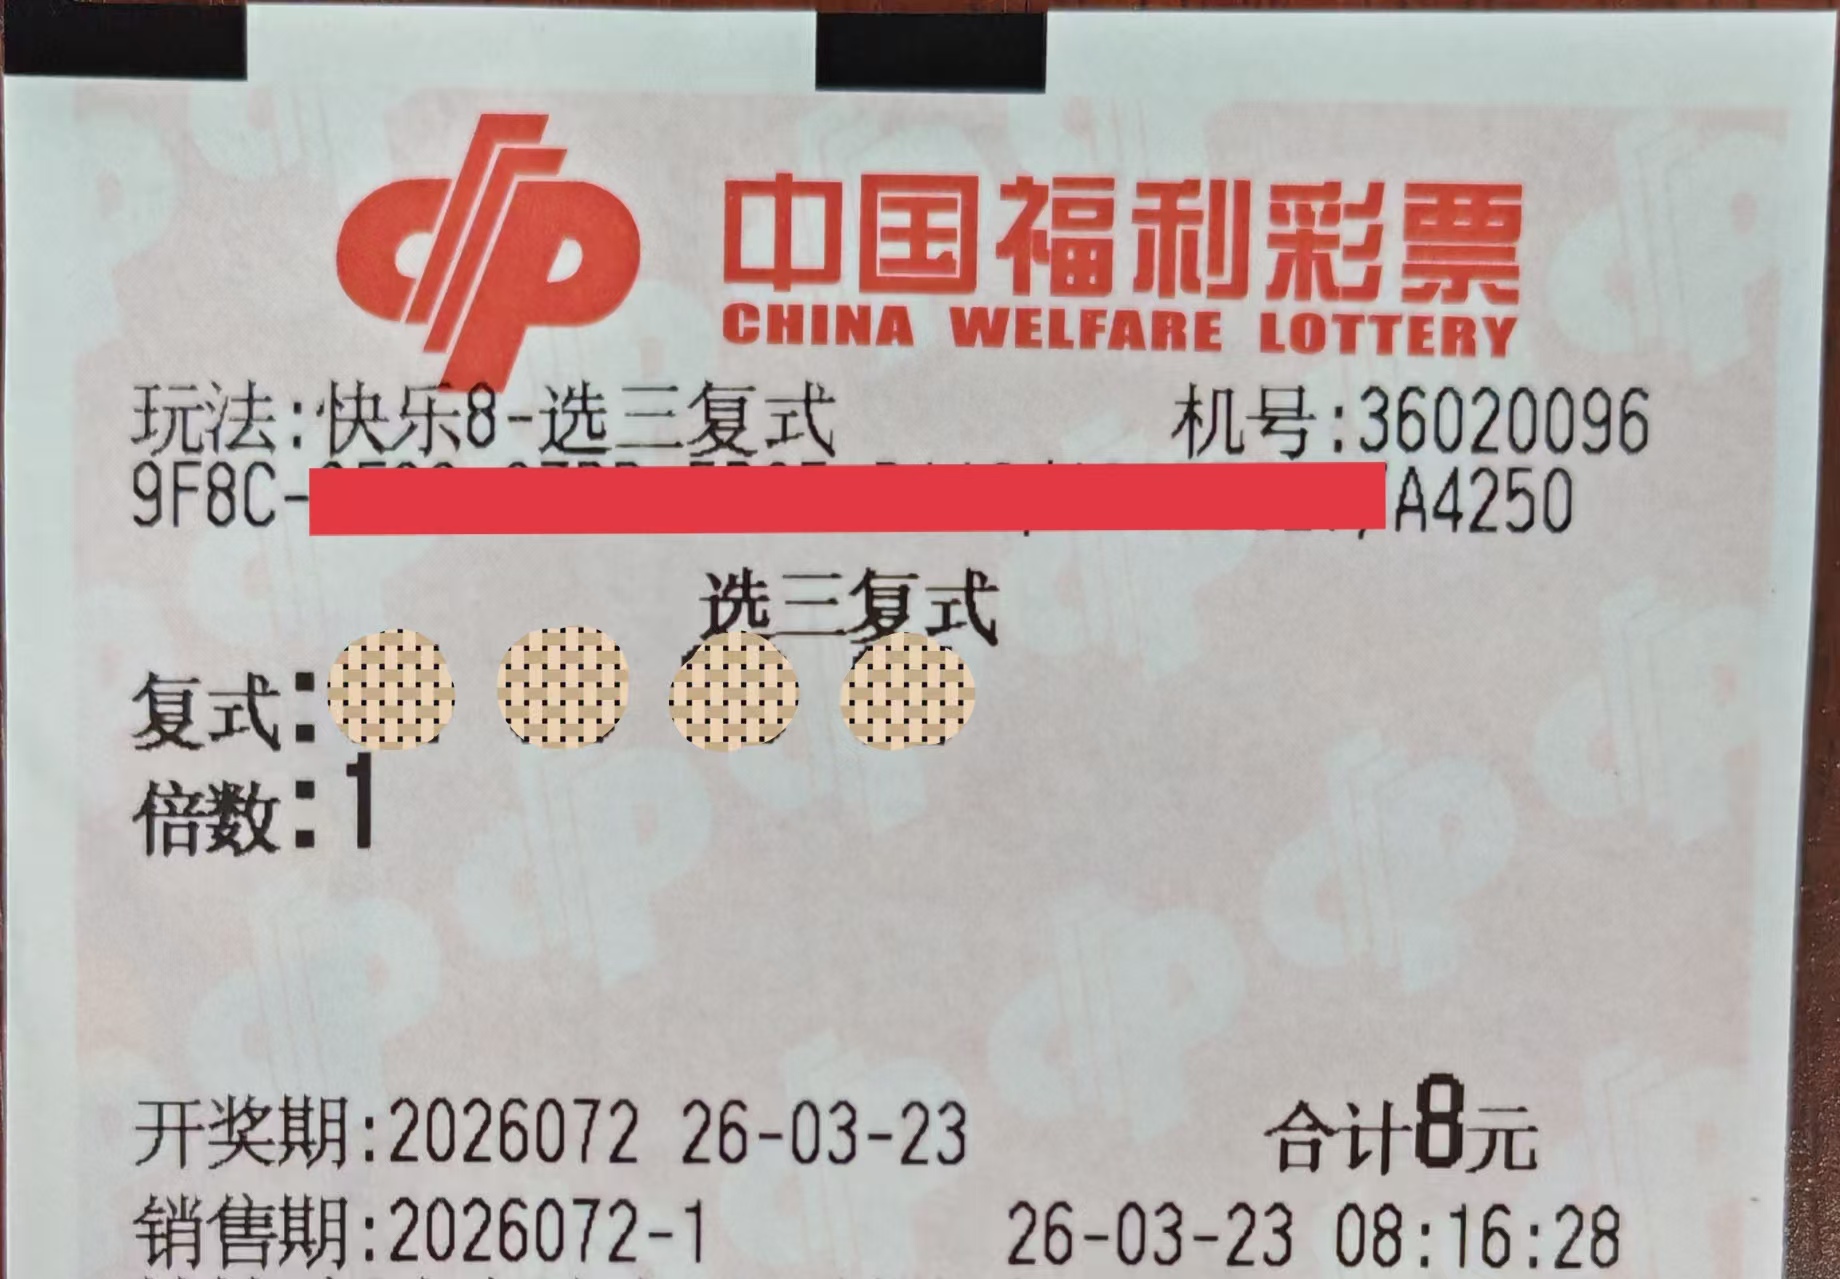 中国福利彩票
CHINA WELFARE LOTTERY
玩法:快乐8-选三复式 机号:36020096
9F8C- A4250
选三复式
复式:
倍数:1
开奖期:2026072 26-03-23 合计8元
销售期:2026072-1 26-03-23 08:16:28